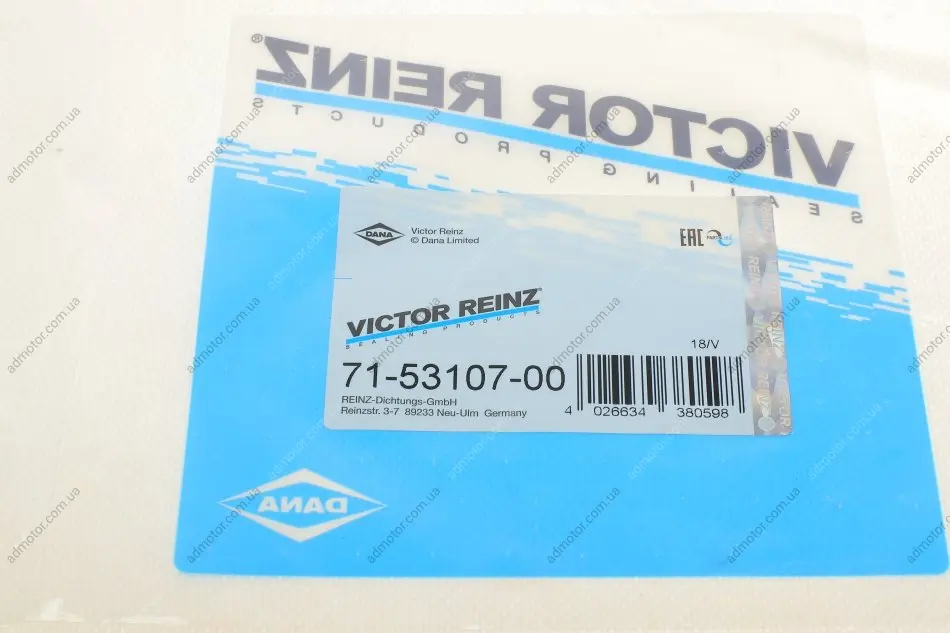 VICTOR REINZ®
SEALING PRODUCTS
DANA
Victor Reinz
© Dana Limited
EAC
VICTOR REINZ®
SEALING PRODUCTS
18/V
71-53107-00
REINZ-Dichtungs-GmbH
Reinzstr. 3-7 89233 Neu-Ulm Germany
4 026634 380598
DANA
admotor.com.ua